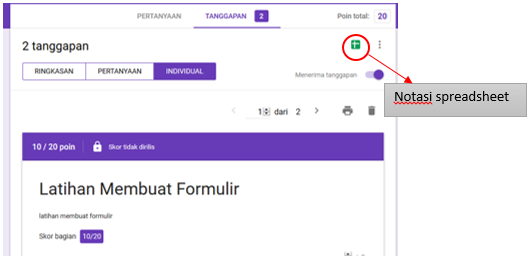 PERTANYAAN TANGGAPAN 2 Poin total: 20
2 tanggapan
RINGKASAN PERTANYAAN INDIVIDUAL Menerima tanggapan
1 dari 2
Notasi spreadsheet
10 / 20 poin Skor tidak dirilis
Latihan Membuat Formulir
latihan membuat formulir
Skor bagian 10/20